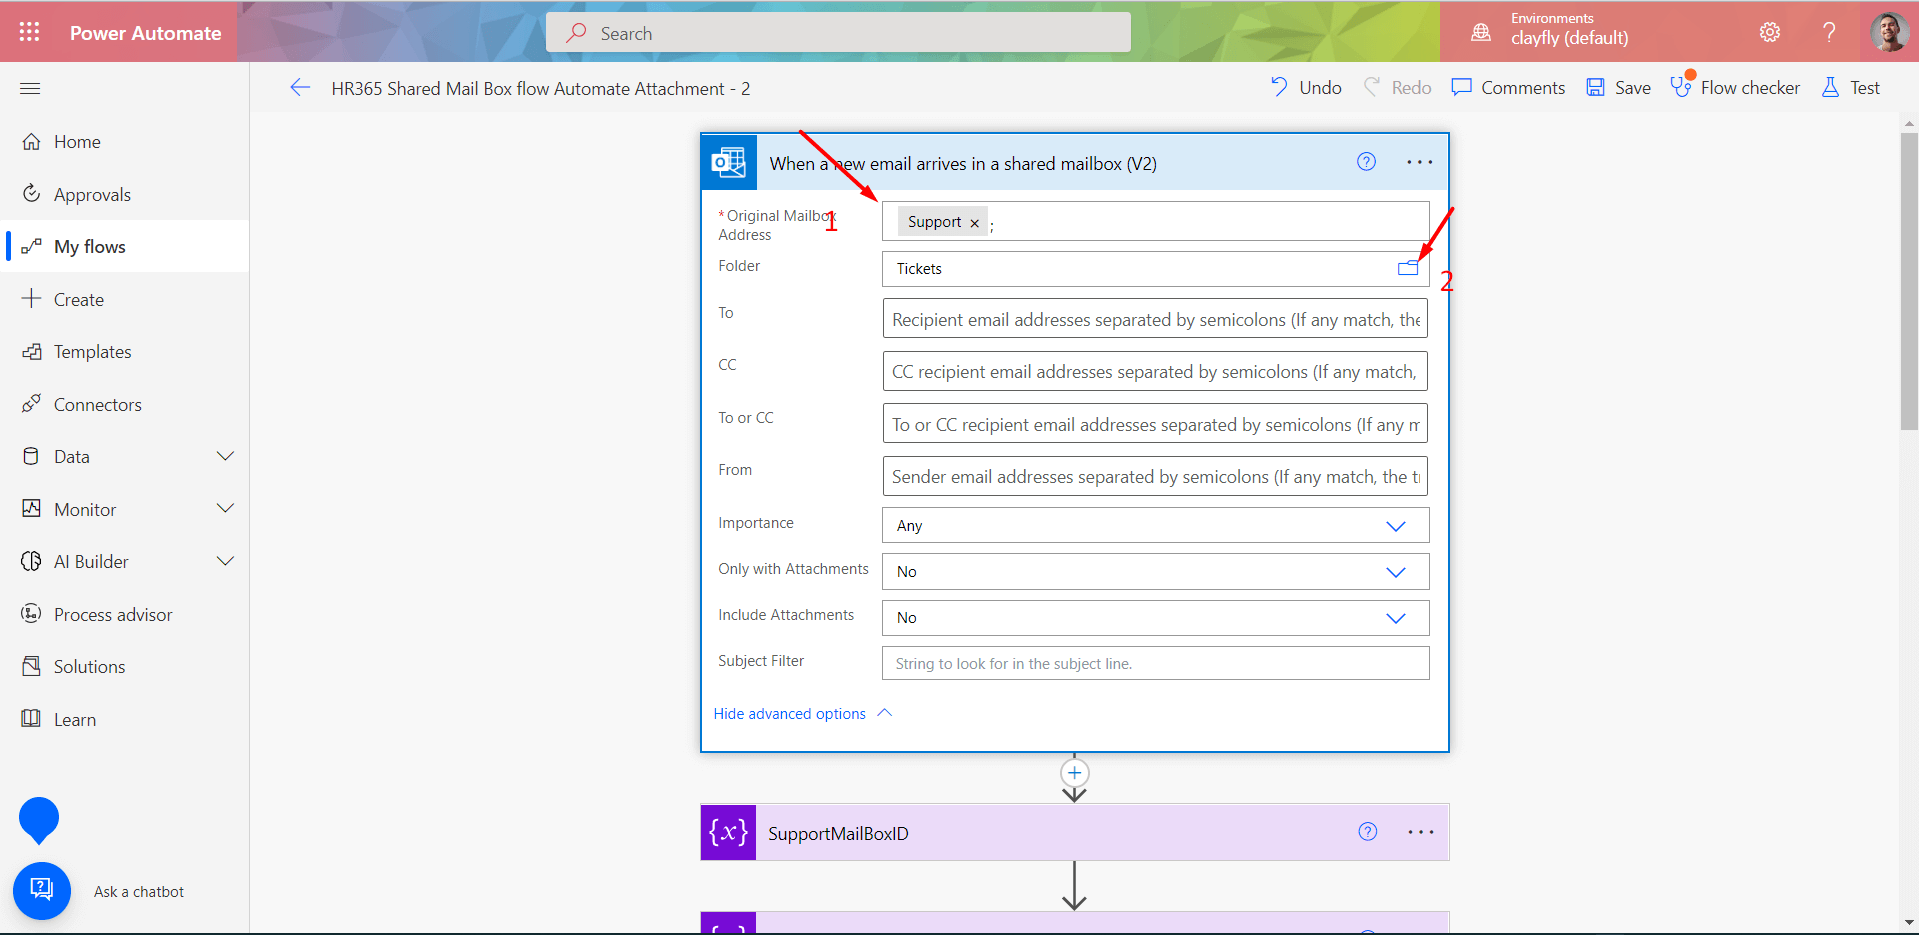 Power Automate
Search
Environments
clayfly (default)
?
HR365 Shared Mail Box flow Automate Attachment - 2
Undo
Redo
Comments
Save
Flow checker
Test
Home
Approvals
My flows
Create
Templates
Connectors
Data
Monitor
AI Builder
Process advisor
Solutions
Learn
Ask a chatbot
When a new email arrives in a shared mailbox (V2)
?
* Original Mailbox
Address
1
Support × ;
Folder
Tickets
2
To
Recipient email addresses separated by semicolons (If any match, the
CC
CC recipient email addresses separated by semicolons (If any match,
To or CC
To or CC recipient email addresses separated by semicolons (If any m
From
Sender email addresses separated by semicolons (If any match, the t
Importance
Any
Only with Attachments
No
Include Attachments
No
Subject Filter
String to look for in the subject line.
Hide advanced options
{x}
SupportMailBoxID
?